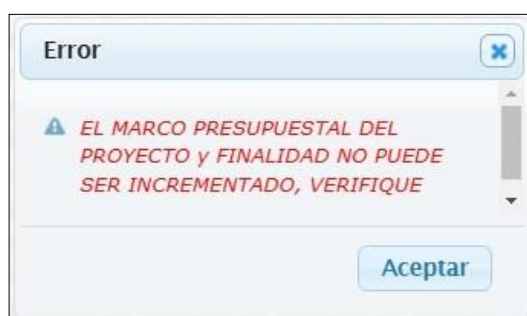 Error
EL MARCO PRESUPUESTAL DEL
PROYECTO y FINALIDAD NO PUEDE
SER INCREMENTADO, VERIFIQUE
Aceptar